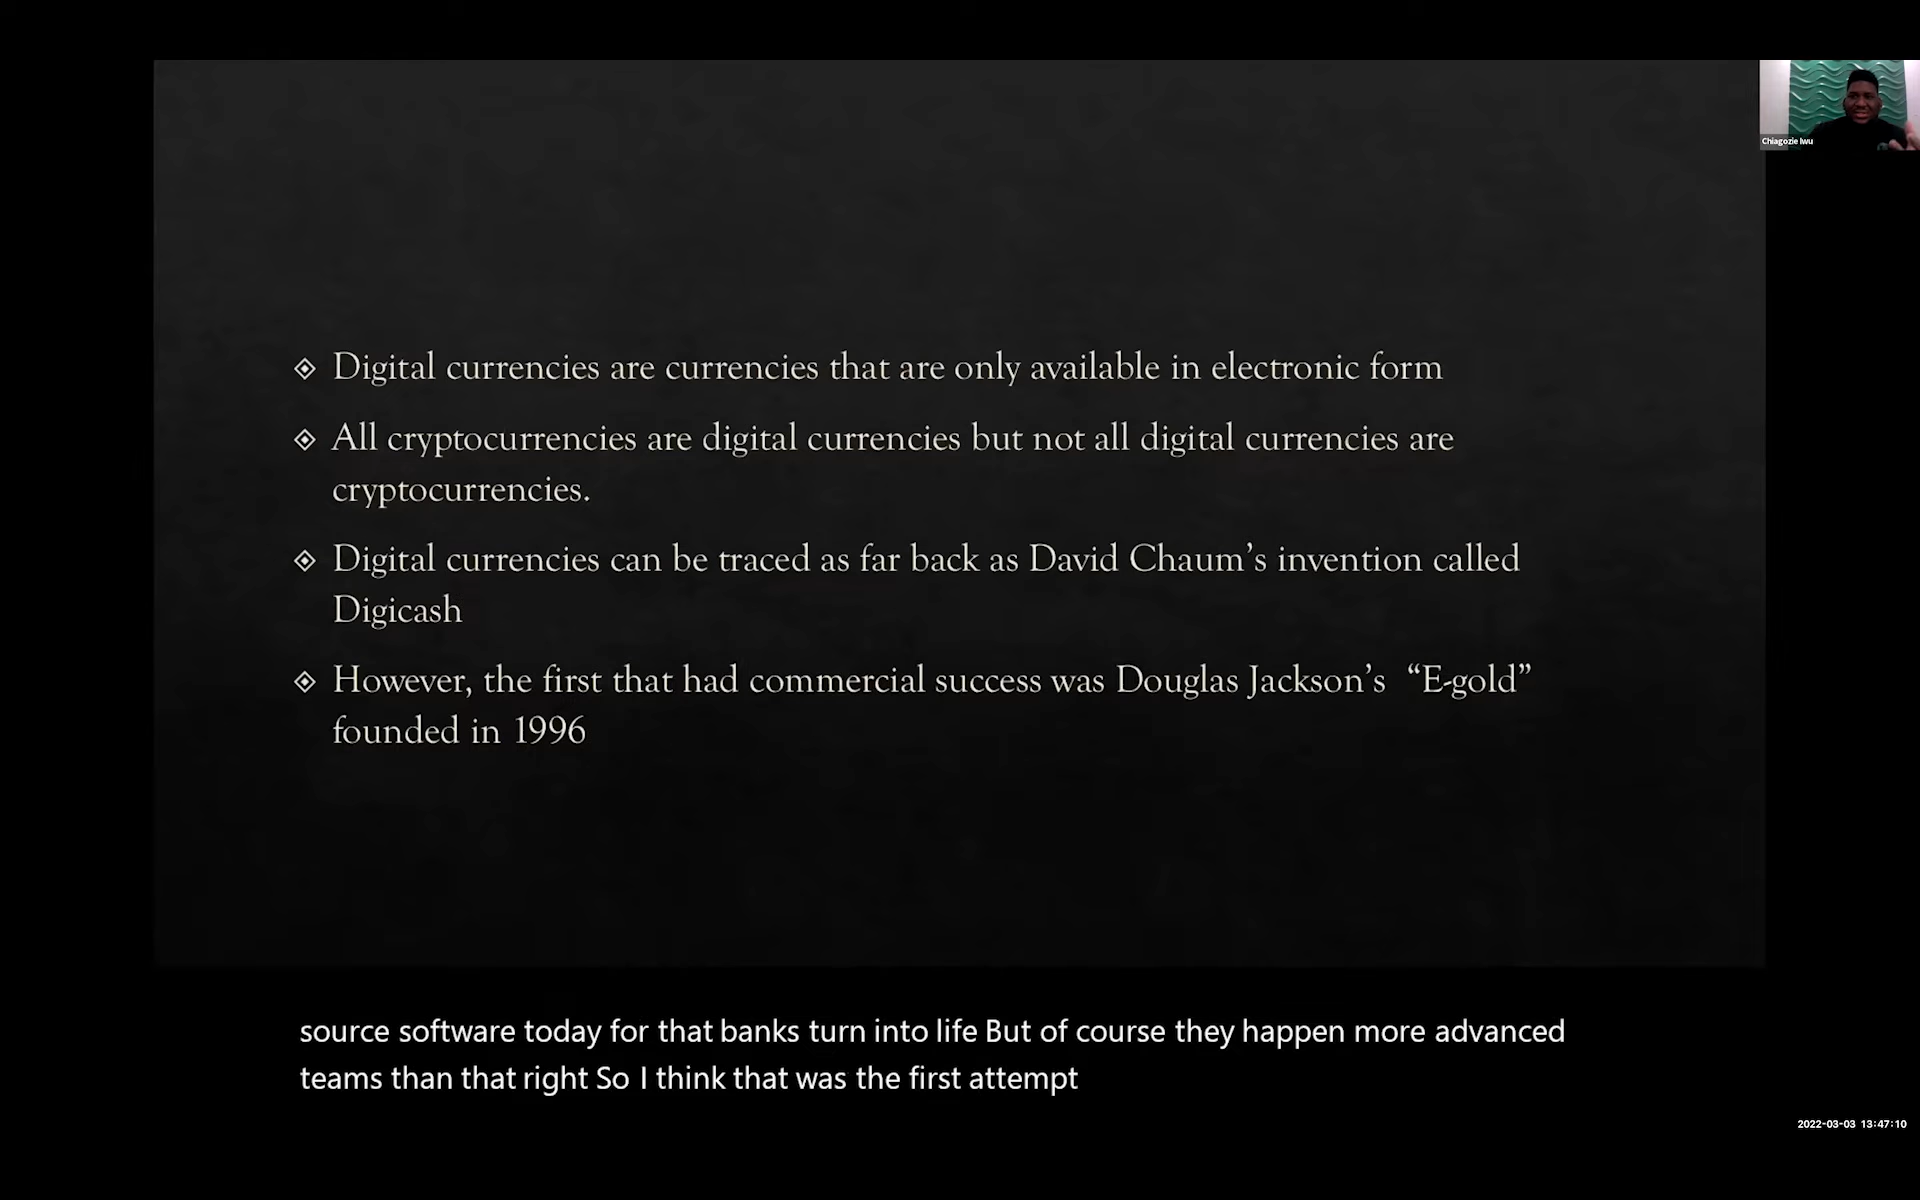 Chiagozie Iwu
Digital currencies are currencies that are only available in electronic form
All cryptocurrencies are digital currencies but not all digital currencies are
cryptocurrencies.
Digital currencies can be traced as far back as David Chaum’s invention called
Digicash
However, the first that had commercial success was Douglas Jackson’s “E-gold”
founded in 1996
source software today for that banks turn into life But of course they happen more advanced
teams than that right So I think that was the first attempt
2022-03-03 13:47:10